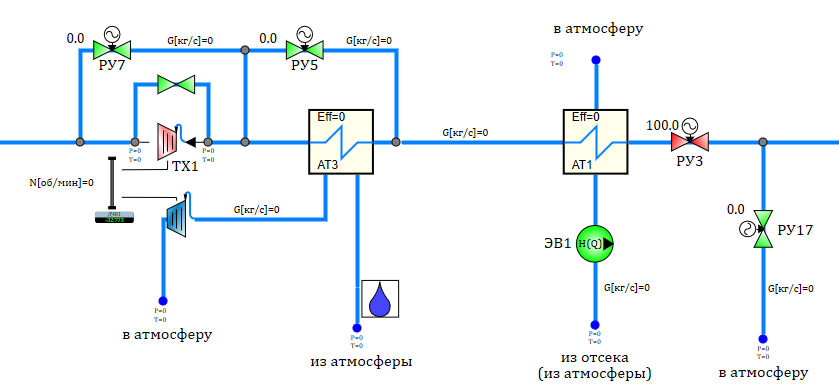 в атмосферу
0.0
G[кг/с]=0
0.0
G[кг/с]=0
P=0
T=0
РУ7
РУ5
Eff=0
Eff=0
100.0
G[кг/с]=0
P=0
T=0
P=0
T=0
ТХ1
АТ3
АТ1
РУ3
N[об/мин]=0
G[кг/с]=0
0.0
ЭВ1
H(Q)
РУ17
G[кг/с]=0
G[кг/с]=0
P=0
T=0
в атмосферу
P=0
T=0
из атмосферы
P=0
T=0
из отсека
(из атмосферы)
P=0
T=0
в атмосферу